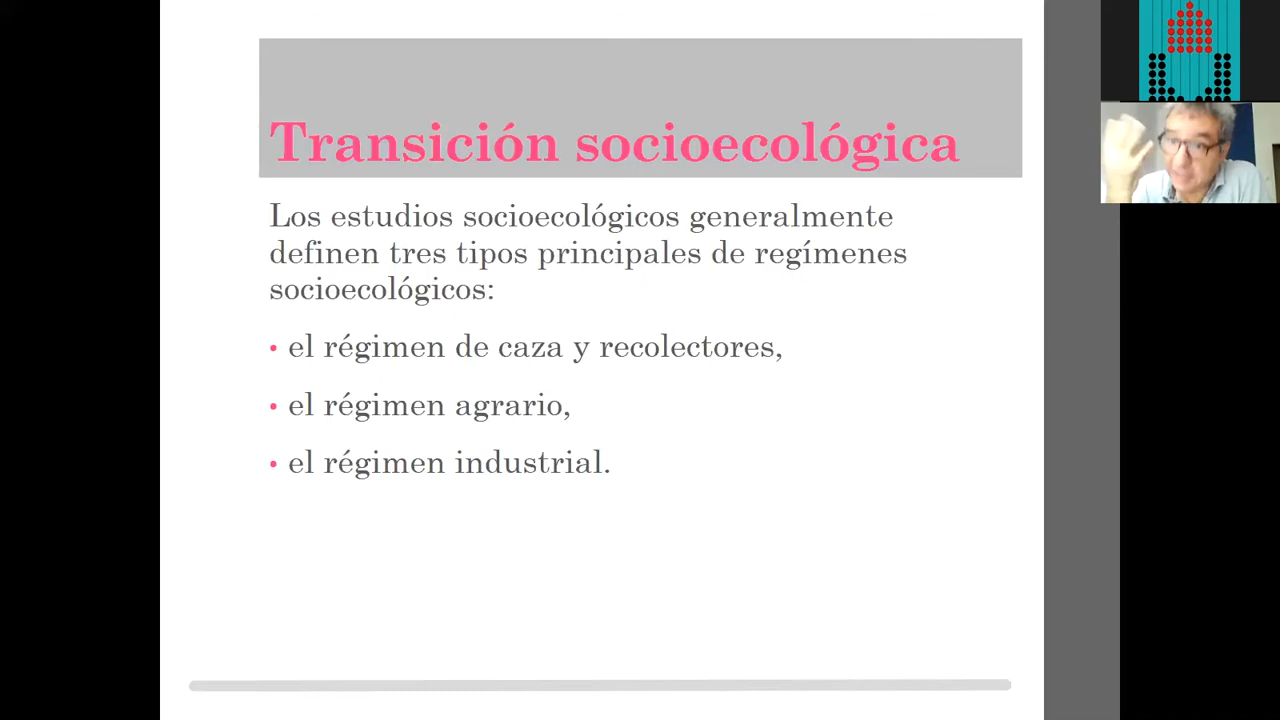 Transición socioecológica
Los estudios socioecológicos generalmente
definen tres tipos principales de regímenes
socioecológicos:
• el régimen de caza y recolectores,
• el régimen agrario,
• el régimen industrial.